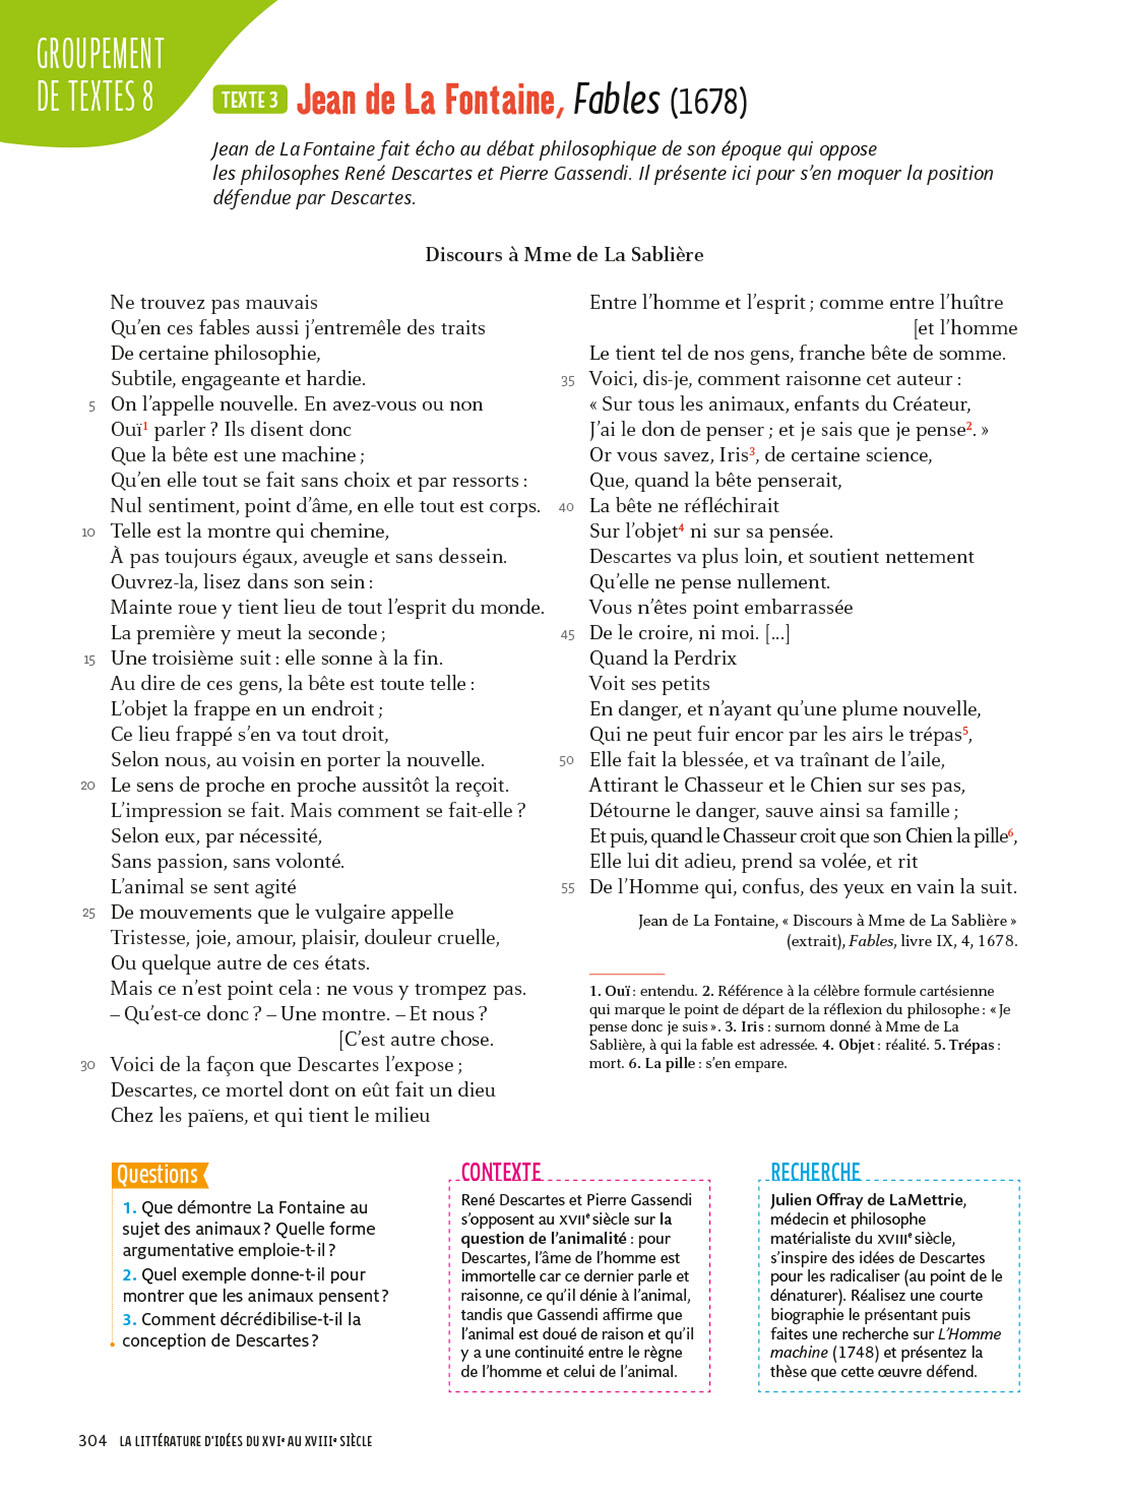 GROUPEMENT
DE TEXTES 8
TEXTE 3 Jean de La Fontaine, Fables (1678)
Jean de La Fontaine fait écho au débat philosophique de son époque qui oppose
les philosophes René Descartes et Pierre Gassendi. Il présente ici pour s’en moquer la position
défendue par Descartes.
Discours à Mme de La Sablière
Ne trouvez pas mauvais
Qu’en ces fables aussi j’entremêle des traits
De certaine philosophie,
Subtile, engageante et hardie.
5 On l’appelle nouvelle. En avez-vous ou non
Ouï1 parler ? Ils disent donc
Que la bête est une machine ;
Qu’en elle tout se fait sans choix et par ressorts :
Nul sentiment, point d’âme, en elle tout est corps.
10 Telle est la montre qui chemine,
À pas toujours égaux, aveugle et sans dessein.
Ouvrez-la, lisez dans son sein :
Mainte roue y tient lieu de tout l’esprit du monde.
La première y meut la seconde ;
15 Une troisième suit : elle sonne à la fin.
Au dire de ces gens, la bête est toute telle :
L’objet la frappe en un endroit ;
Ce lieu frappé s’en va tout droit,
Selon nous, au voisin en porter la nouvelle.
20 Le sens de proche en proche aussitôt la reçoit.
L’impression se fait. Mais comment se fait-elle ?
Selon eux, par nécessité,
Sans passion, sans volonté.
L’animal se sent agité
25 De mouvements que le vulgaire appelle
Tristesse, joie, amour, plaisir, douleur cruelle,
Ou quelque autre de ces états.
Mais ce n’est point cela : ne vous y trompez pas.
– Qu’est-ce donc ? – Une montre. – Et nous ?
[C’est autre chose.
30 Voici de la façon que Descartes l’expose ;
Descartes, ce mortel dont on eût fait un dieu
Chez les païens, et qui tient le milieu
Entre l’homme et l’esprit ; comme entre l’huître
[et l’homme
Le tient tel de nos gens, franche bête de somme.
35 Voici, dis-je, comment raisonne cet auteur :
« Sur tous les animaux, enfants du Créateur,
J’ai le don de penser ; et je sais que je pense2. »
Or vous savez, Iris3, de certaine science,
Que, quand la bête penserait,
40 La bête ne réfléchirait
Sur l’objet4 ni sur sa pensée.
Descartes va plus loin, et soutient nettement
Qu’elle ne pense nullement.
Vous n’êtes point embarrassée
45 De le croire, ni moi. [...]
Quand la Perdrix
Voit ses petits
En danger, et n’ayant qu’une plume nouvelle,
Qui ne peut fuir encor par les airs le trépas5,
50 Elle fait la blessée, et va traînant de l’aile,
Attirant le Chasseur et le Chien sur ses pas,
Détourne le danger, sauve ainsi sa famille ;
Et puis, quand le Chasseur croit que son Chien la pille6,
Elle lui dit adieu, prend sa volée, et rit
55 De l’Homme qui, confus, des yeux en vain la suit.
Jean de La Fontaine, « Discours à Mme de La Sablière »
(extrait), Fables, livre IX, 4, 1678.
1. Ouï : entendu. 2. Référence à la célèbre formule cartésienne
qui marque le point de départ de la réflexion du philosophe : « Je
pense donc je suis ». 3. Iris : surnom donné à Mme de La
Sablière, à qui la fable est adressée. 4. Objet : réalité. 5. Trépas :
mort. 6. La pille : s’en empare.
Questions
1. Que démontre La Fontaine au
sujet des animaux ? Quelle forme
argumentative emploie-t-il ?
2. Quel exemple donne-t-il pour
montrer que les animaux pensent ?
3. Comment décrédibilise-t-il la
conception de Descartes ?
CONTEXTE
René Descartes et Pierre Gassendi
s’opposent au XVIIe siècle sur la
question de l’animalité : pour
Descartes, l’âme de l’homme est
immortelle car ce dernier parle et
raisonne, ce qu’il dénie à l’animal,
tandis que Gassendi affirme que
l’animal est doué de raison et qu’il
y a une continuité entre le règne
de l’homme et celui de l’animal.
RECHERCHE
Julien Offray de LaMettrie,
médecin et philosophe
matérialiste du XVIIIe siècle,
s’inspire des idées de Descartes
pour les radicaliser (au point de le
dénaturer). Réalisez une courte
biographie le présentant puis
faites une recherche sur L’Homme
machine (1748) et présentez la
thèse que cette œuvre défend.
304 LA LITTÉRATURE D’IDÉES DU XVIe AU XVIIIe SIÈCLE